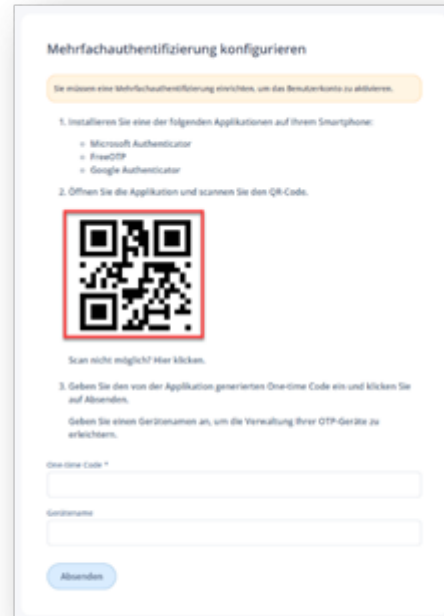 Mehrfachauthentifizierung konfigurieren
Sie müssen eine Mehrfachauthentifizierung einrichten, um das Benutzerkonto zu aktivieren.
1. Installieren Sie eine der folgenden Applikationen auf Ihrem Smartphone:
Microsoft Authenticator
FreeOTP
Google Authenticator
2. Öffnen Sie die Applikation und scannen Sie den QR-Code.
Scan nicht möglich? Hier klicken.
3. Geben Sie den von der Applikation generierten One-time Code ein und klicken Sie
auf Absenden.
Geben Sie einen Gerätenamen an, um die Verwaltung Ihrer OTP-Geräte zu
erleichtern.
One-time Code *
Gerätename
Absenden